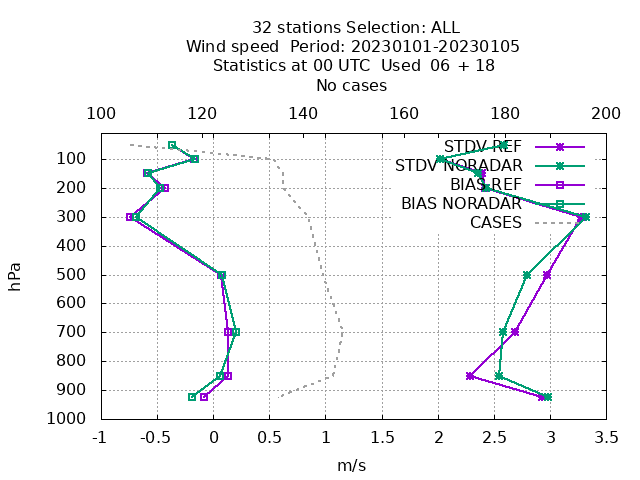 32 stations Selection: ALL
Wind speed  Period: 20230101-20230105
Statistics at 00 UTC  Used  06 + 18
No cases
100 120 140 160 180 200
STDV REF
STDV NORADAR
BIAS REF
BIAS NORADAR
CASES
100
200
300
400
500
600
700
800
900
1000
hPa
-1 -0.5 0 0.5 1 1.5 2 2.5 3 3.5
m/s